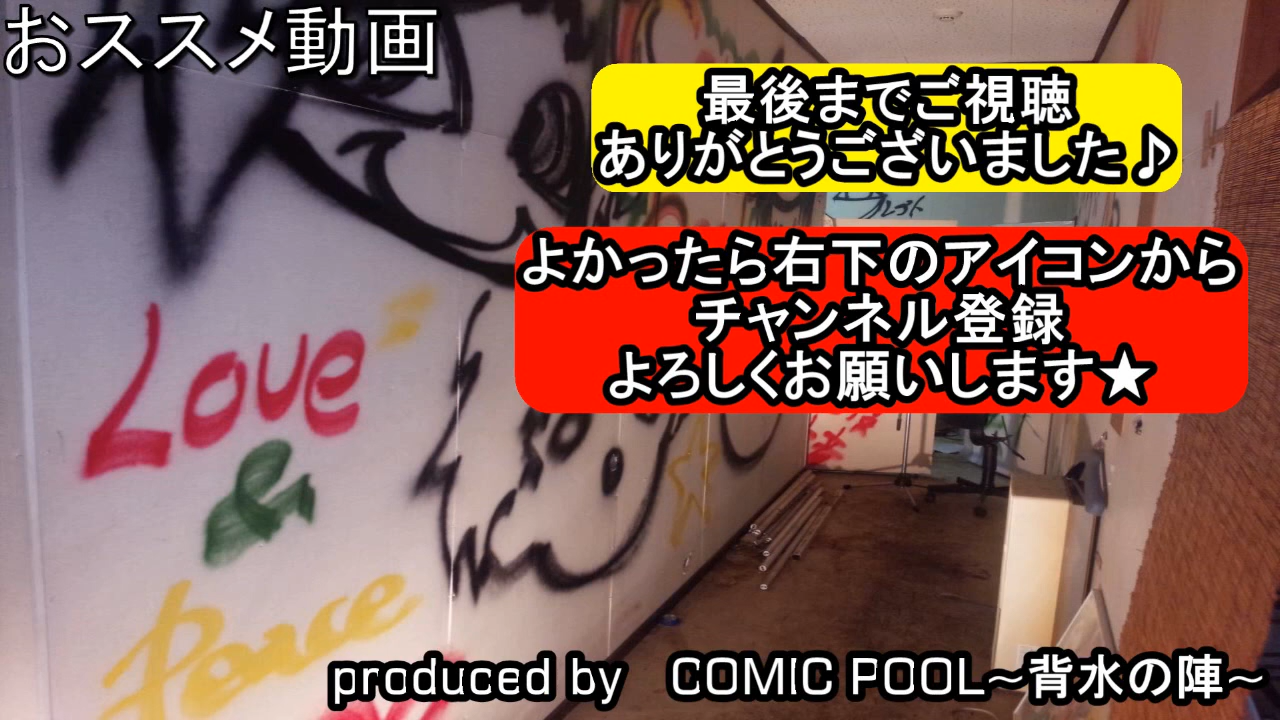 おススメ動画
最後までご視聴
ありがとうございました♪
よかったら右下のアイコンから
チャンネル登録
よろしくお願いします★
Love
&
Peace
produced by　COMIC POOL~背水の陣~